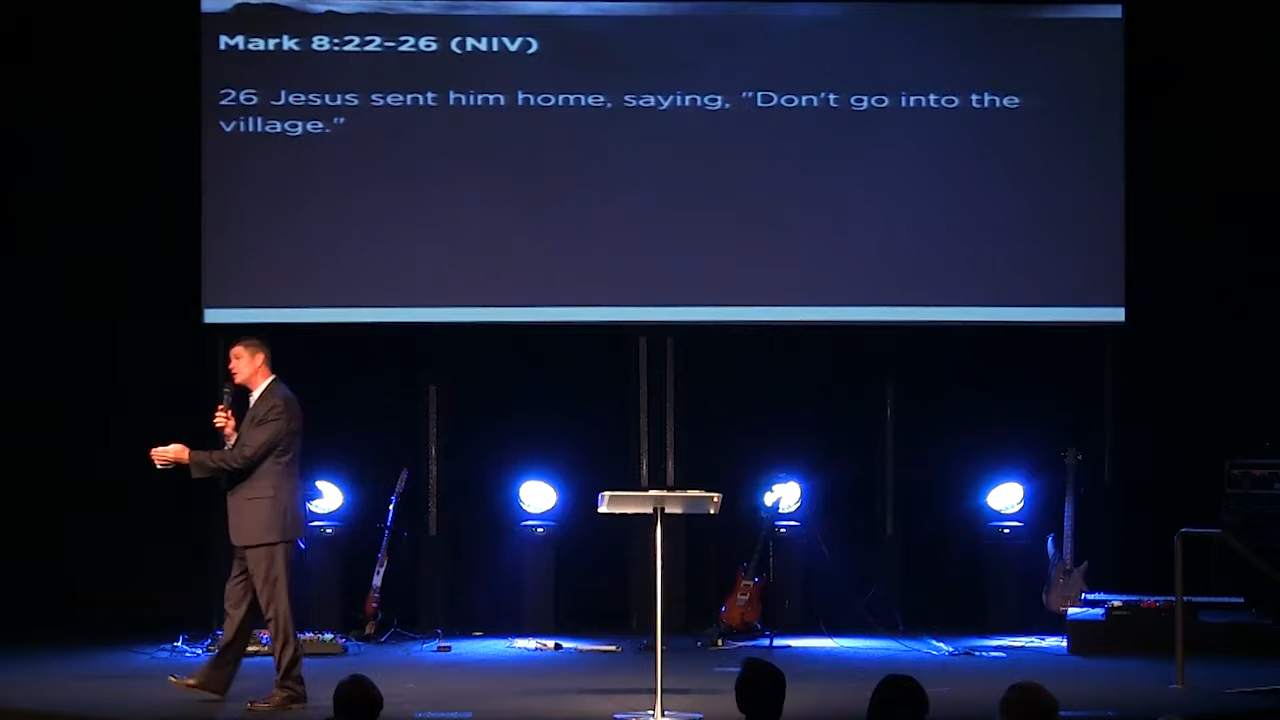 Mark 8:22-26 (NIV)
26 Jesus sent him home, saying, "Don't go into the
village."